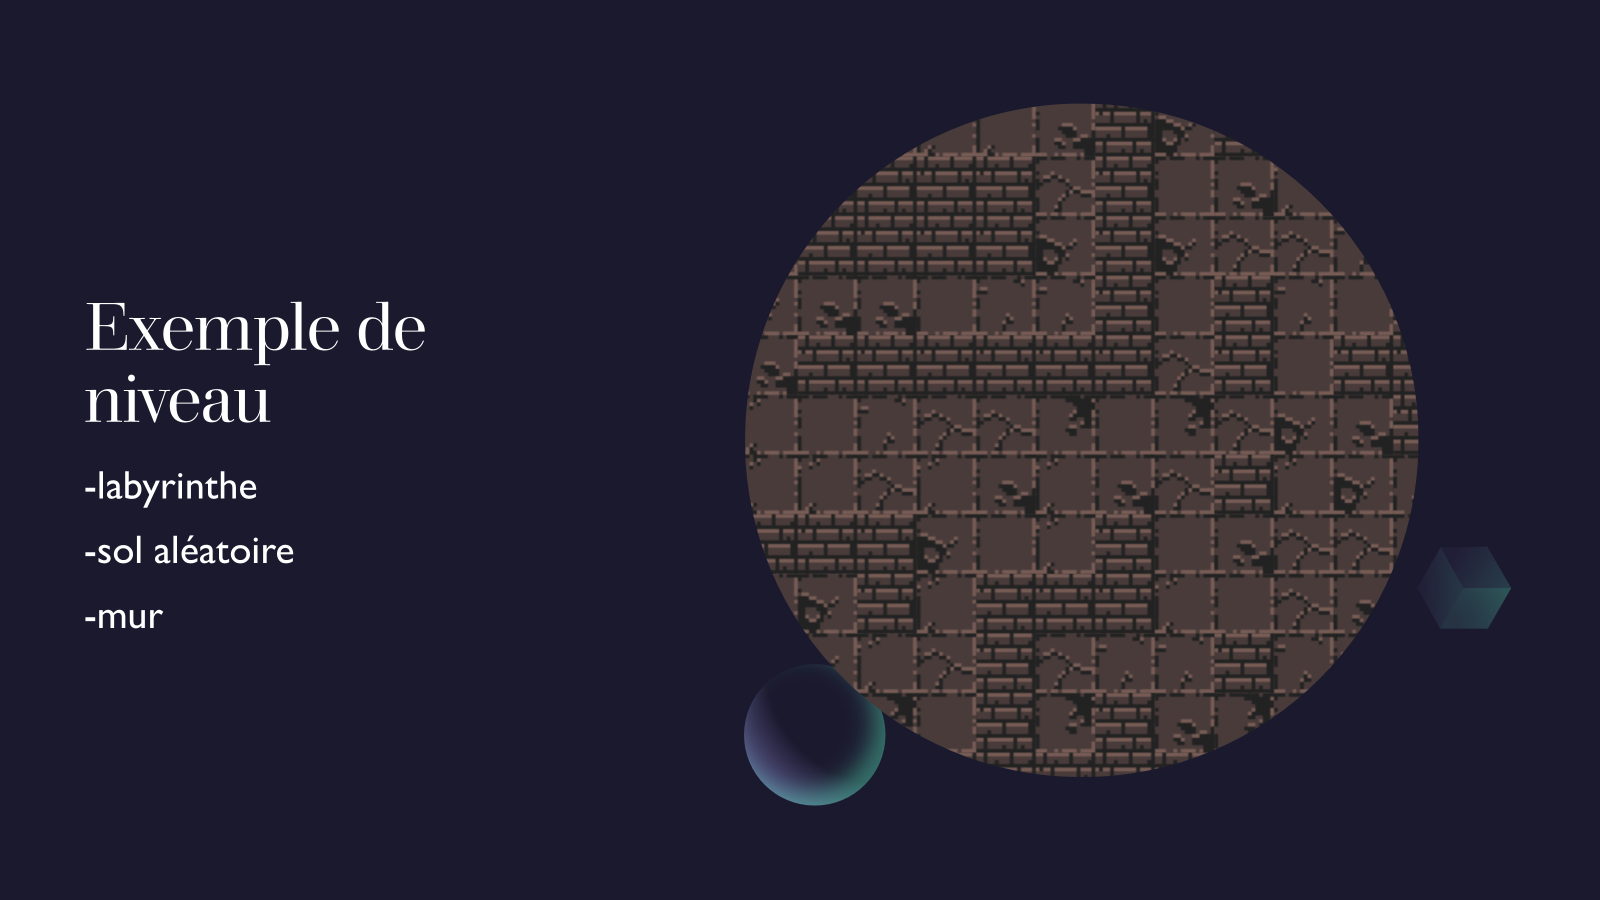 Exemple de
niveau
-labyrinthe
-sol aléatoire
-mur